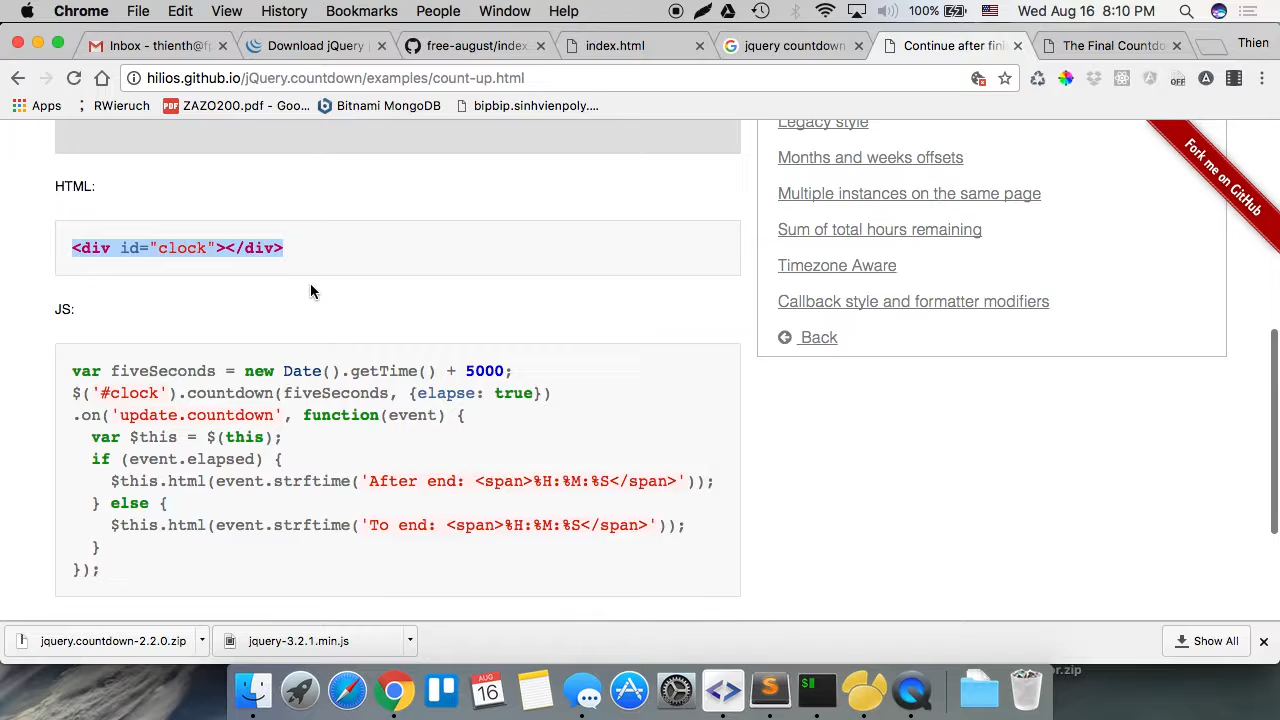 Chrome File Edit View History Bookmarks People Window Help 100% Wed Aug 16 8:10 PM
Inbox - thienth@f Download jQuery free-august/index. index.html jquery countdown Continue after fini The Final Countdo Thien
hilios.github.io/jQuery.countdown/examples/count-up.html OFF
Apps RWieruch PDF ZAZO200.pdf - Goo... Bitnami MongoDB bipbip.sinhvienpoly....
Legacy style
Months and weeks offsets
Multiple instances on the same page
Sum of total hours remaining
Timezone Aware
Callback style and formatter modifiers
Back
Fork me on GitHub
HTML:
<div id="clock"></div>
JS:
var fiveSeconds = new Date().getTime() + 5000;
$('#clock').countdown(fiveSeconds, {elapse: true})
.on('update.countdown', function(event) {
var $this = $(this);
if (event.elapsed) {
$this.html(event.strftime('After end: <span>%H:%M:%S</span>'));
} else {
$this.html(event.strftime('To end: <span>%H:%M:%S</span>'));
}
});
jquery.countdown-2.2.0.zip jquery-3.2.1.min.js Show All
or.zip
AUG
16